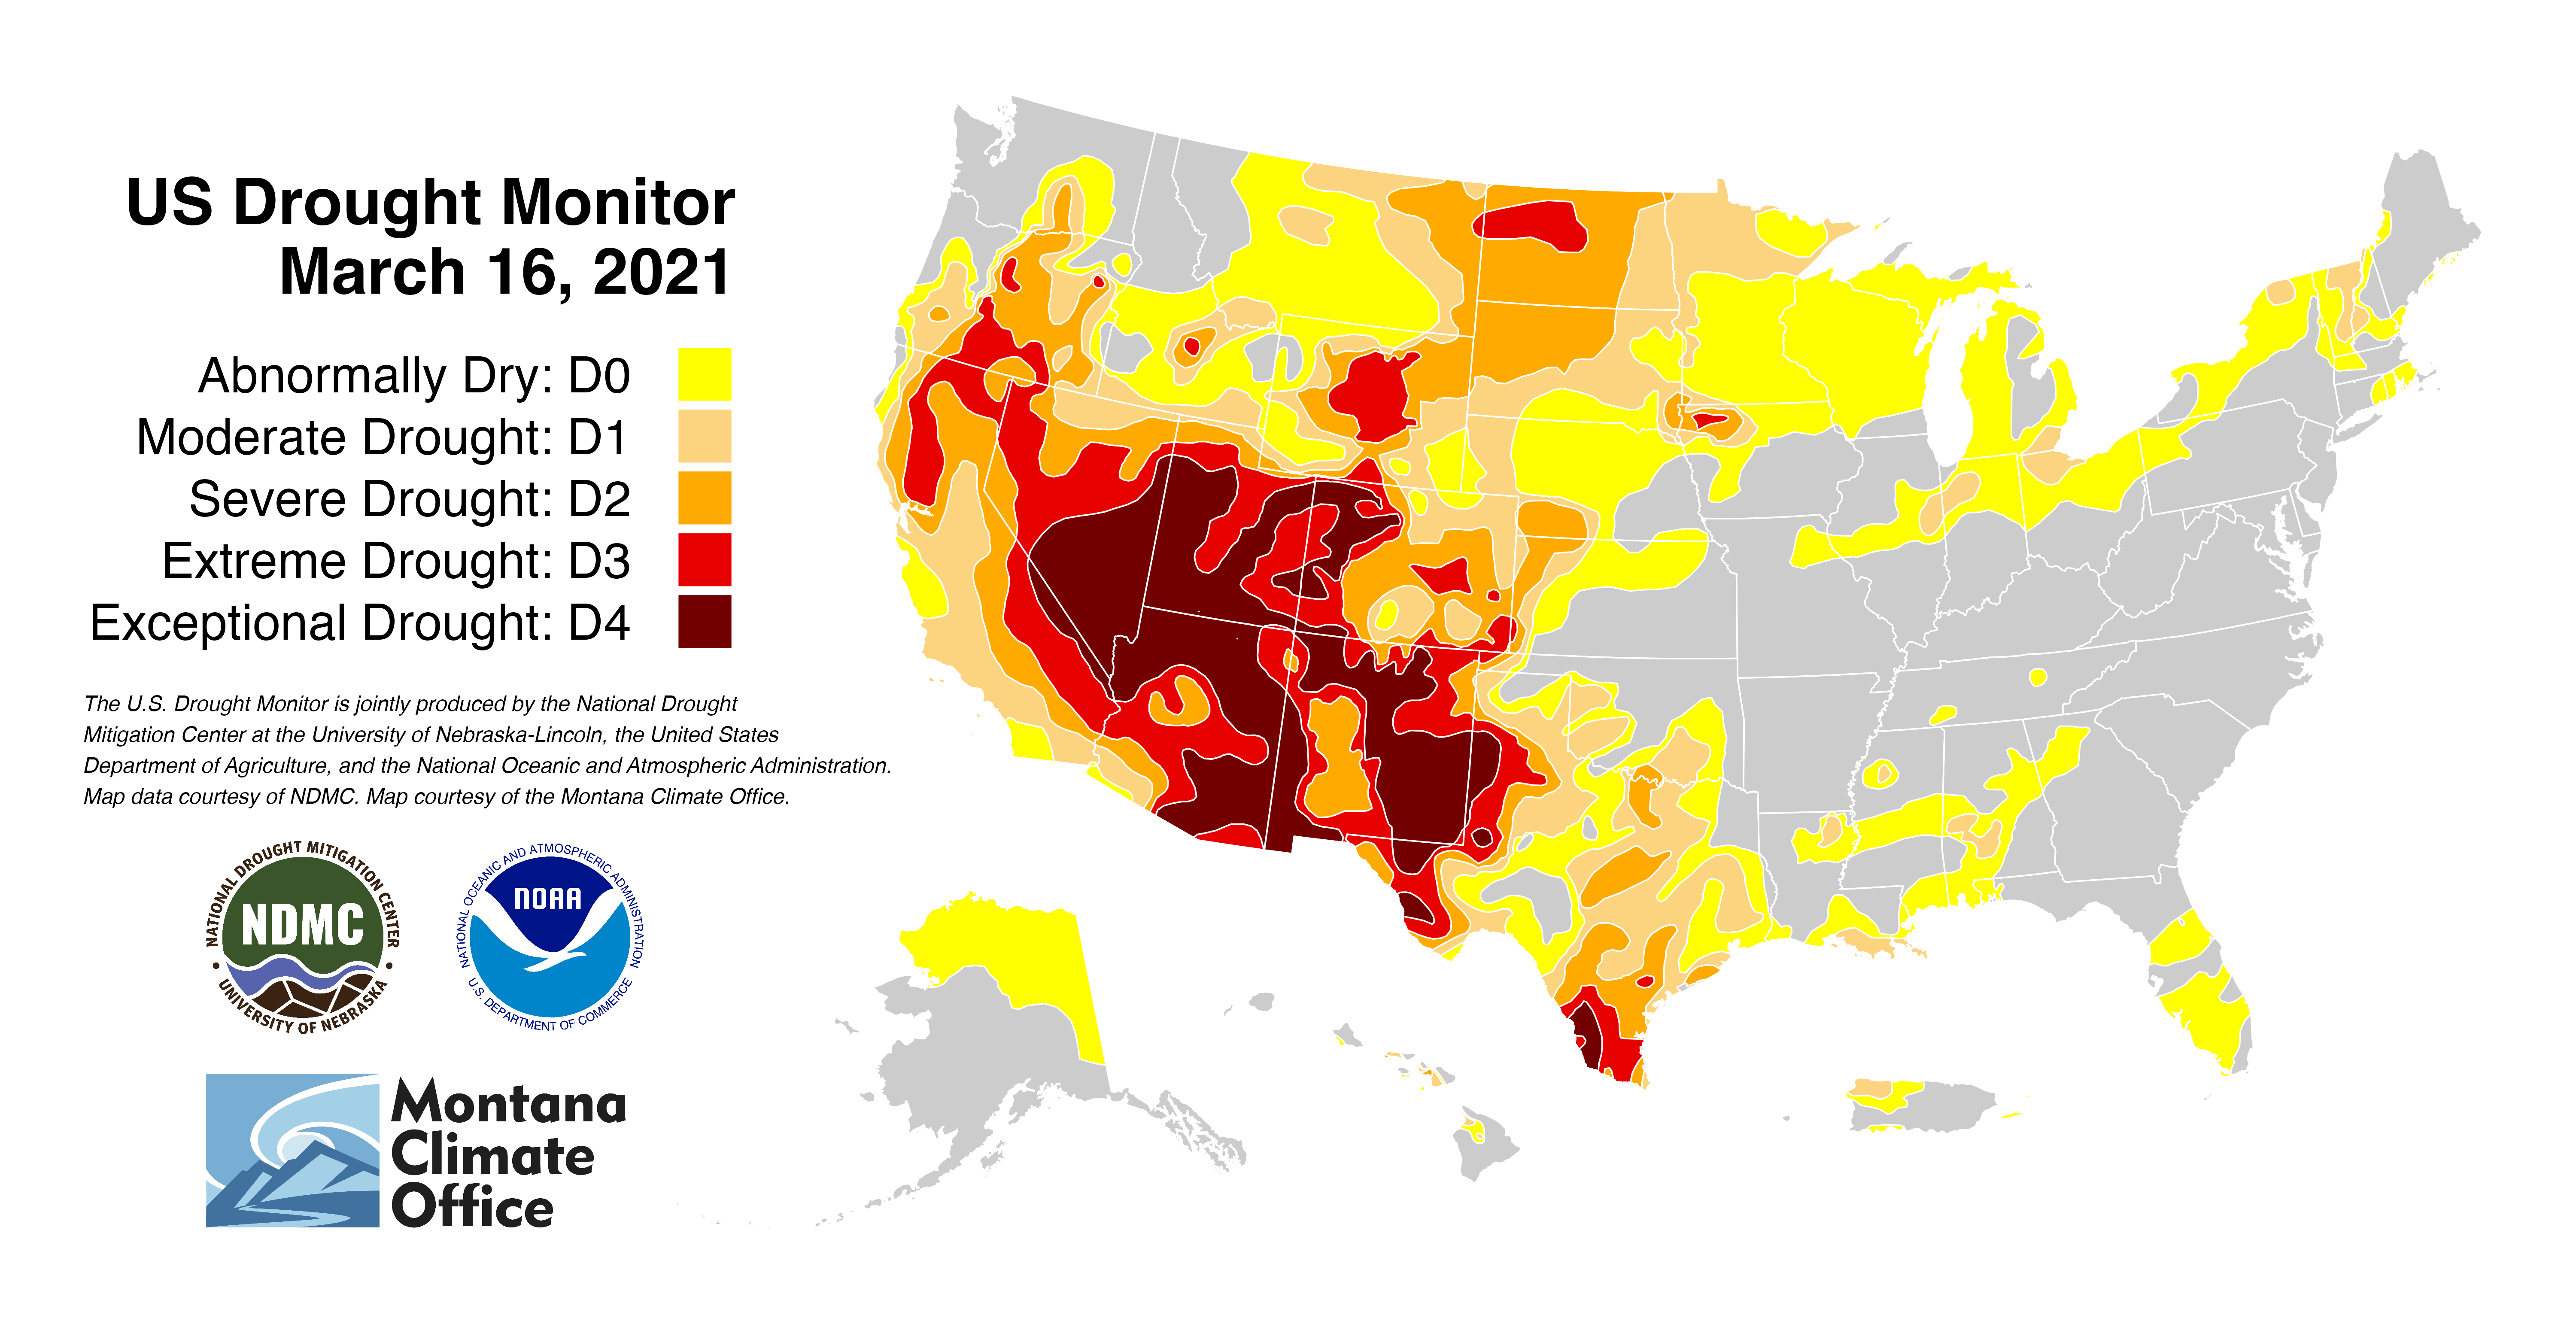 US Drought Monitor
March 16, 2021
Abnormally Dry: D0
Moderate Drought: D1
Severe Drought: D2
Extreme Drought: D3
Exceptional Drought: D4
The U.S. Drought Monitor is jointly produced by the National Drought
Mitigation Center at the University of Nebraska-Lincoln, the United States
Department of Agriculture, and the National Oceanic and Atmospheric Administration.
Map data courtesy of NDMC. Map courtesy of the Montana Climate Office.
NATIONAL DROUGHT MITIGATION CENTER
NDMC
UNIVERSITY OF NEBRASKA
NATIONAL OCEANIC AND ATMOSPHERIC ADMINISTRATION
NOAA
U.S. DEPARTMENT OF COMMERCE
Montana
Climate
Office